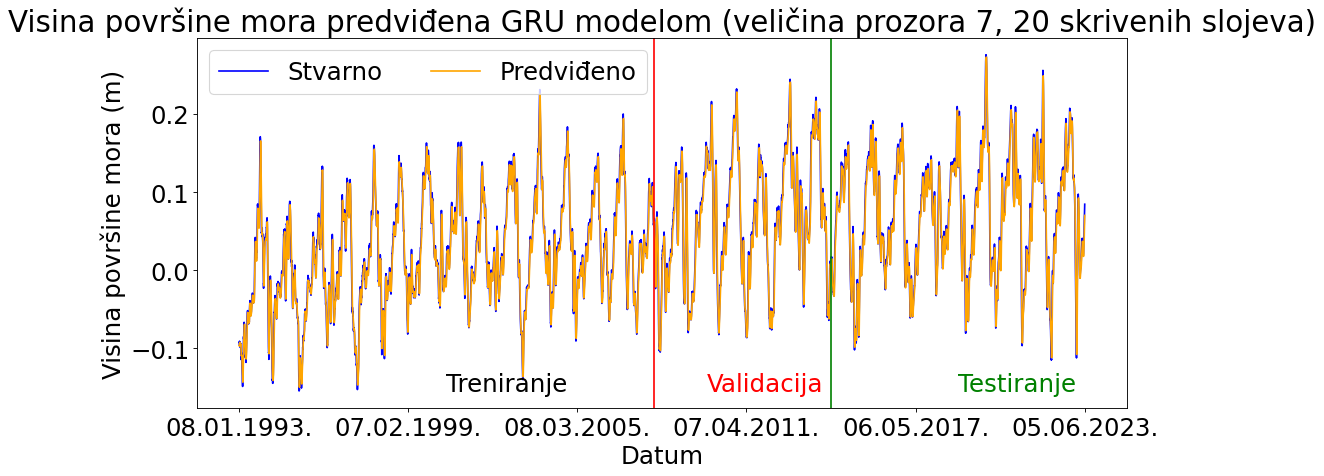 Visina površine mora predviđena GRU modelom (veličina prozora 7, 20 skrivenih slojeva)
Stvarno
Predviđeno
Visina površine mora (m)
0.2
0.1
0.0
−0.1
Treniranje
Validacija
Testiranje
08.01.1993.
07.02.1999.
08.03.2005.
07.04.2011.
06.05.2017.
05.06.2023.
Datum